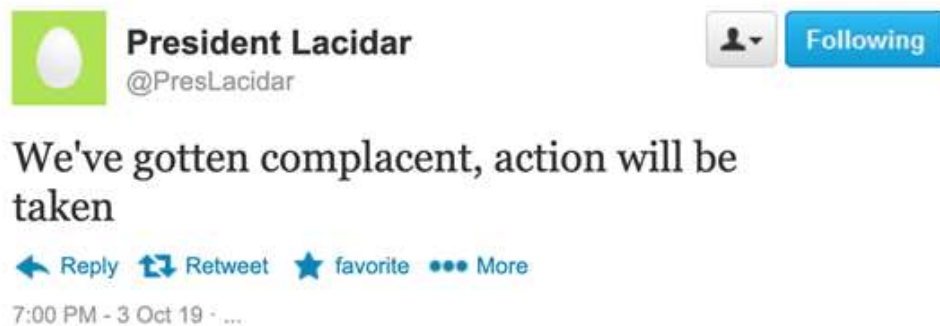 President Lacidar
Following
@PresLacidar
We've gotten complacent, action will be
taken
Reply Retweet favorite More
7:00 PM - 3 Oct 19 · ...